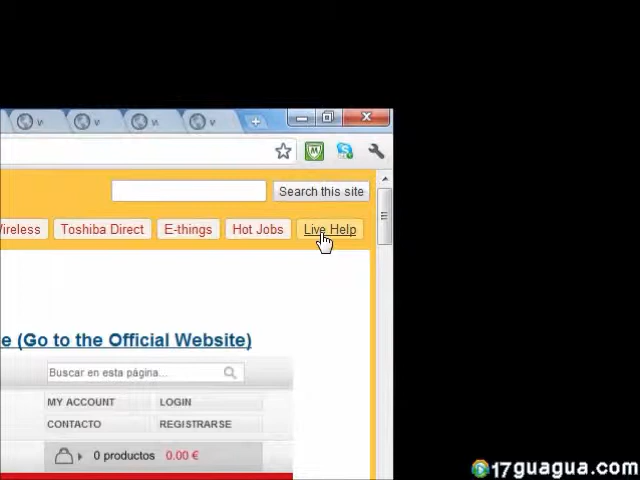 Search this site
ireless
Toshiba Direct
E-things
Hot Jobs
Live Help
e (Go to the Official Website)
Buscar en esta página...
MY ACCOUNT
LOGIN
CONTACTO
REGISTRARSE
0 productos 0.00 €
17guagua.com